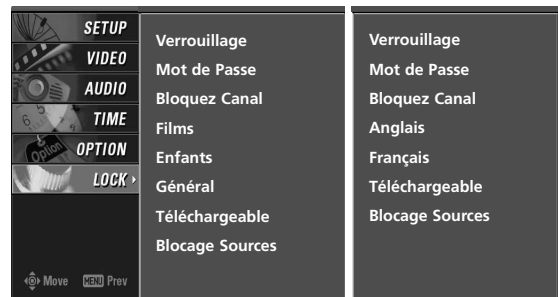 SETUP
VIDEO
AUDIO
TIME
OPTION
LOCK
Move MENU Prev
Verrouillage
Mot de Passe
Bloquez Canal
Films
Enfants
Général
Téléchargeable
Blocage Sources
Verrouillage
Mot de Passe
Bloquez Canal
Anglais
Français
Téléchargeable
Blocage Sources